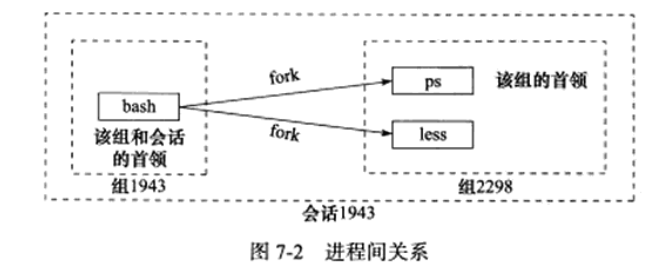 fork
ps
该组的首领
bash
该组和会话
的首领
fork
less
组1943
组2298
会话1943
图 7-2 进程间关系